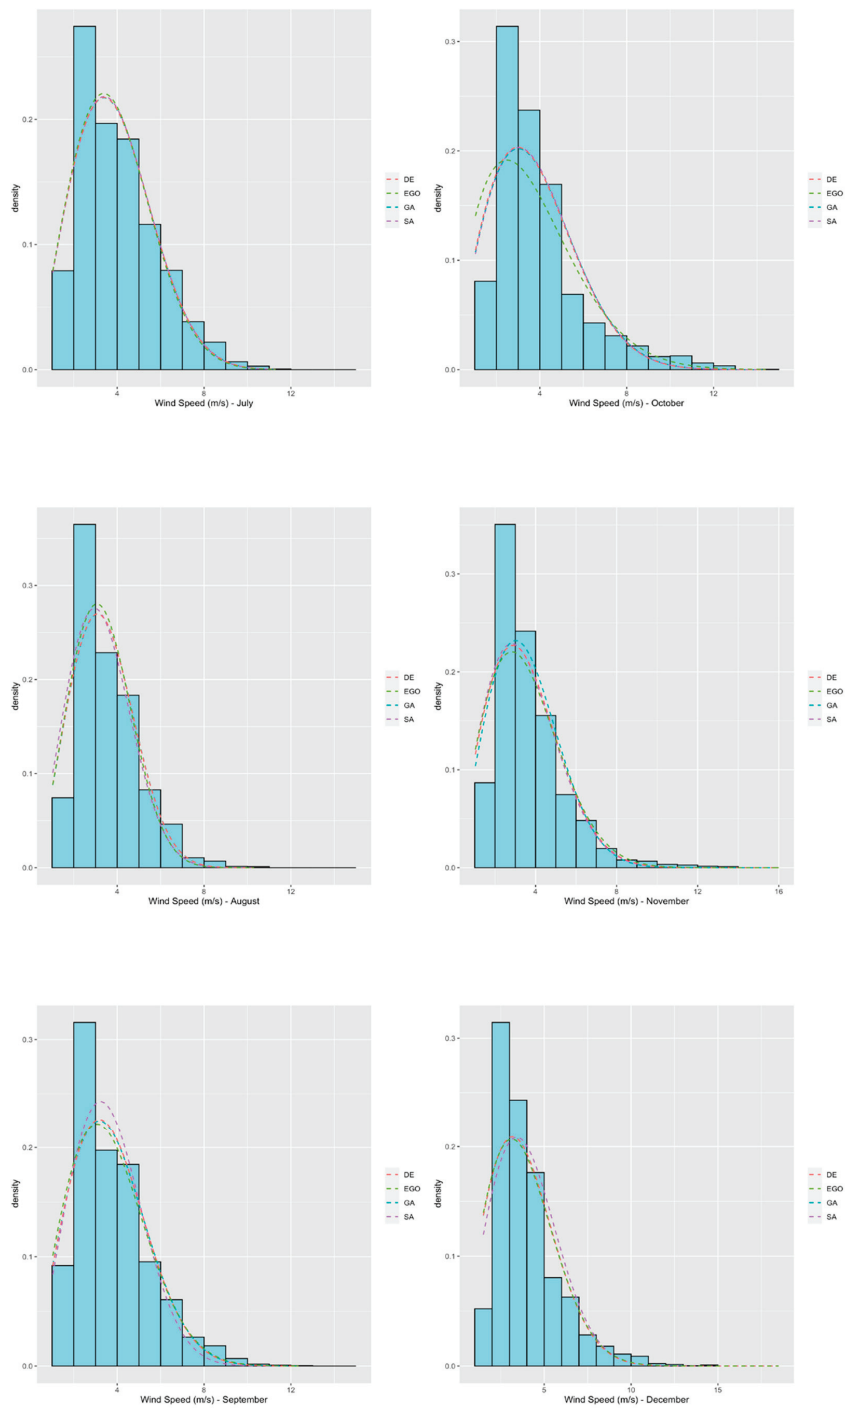 density
0.2
0.1
0.0
4 8 12
Wind Speed (m/s) - July
DE
EGO
GA
SA
density
0.3
0.2
0.1
0.0
4 8 12
Wind Speed (m/s) - October
DE
EGO
GA
SA
density
0.3
0.2
0.1
0.0
4 8 12
Wind Speed (m/s) - August
DE
EGO
GA
SA
density
0.3
0.2
0.1
0.0
4 8 12 16
Wind Speed (m/s) - November
DE
EGO
GA
SA
density
0.3
0.2
0.1
0.0
4 8 12
Wind Speed (m/s) - September
DE
EGO
GA
SA
density
0.3
0.2
0.1
0.0
5 10 15
Wind Speed (m/s) - December
DE
EGO
GA
SA